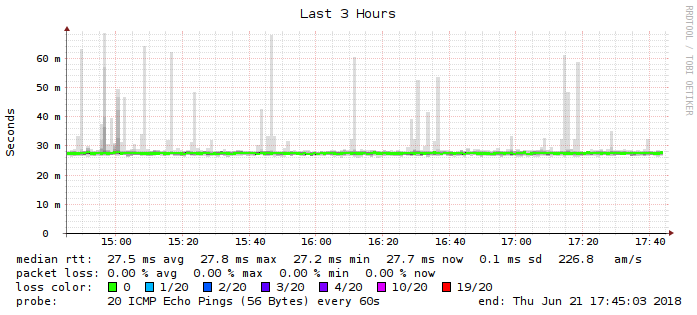 Last 3 Hours
RRDTOOL / TOBI OETIKER
Seconds
60 m
50 m
40 m
30 m
20 m
10 m
0
15:00 15:20 15:40 16:00 16:20 16:40 17:00 17:20 17:40
median rtt: 27.5 ms avg 27.8 ms max 27.2 ms min 27.7 ms now 0.1 ms sd 226.8 am/s
packet loss: 0.00 % avg 0.00 % max 0.00 % min 0.00 % now
loss color: 0 1/20 2/20 3/20 4/20 10/20 19/20
probe: 20 ICMP Echo Pings (56 Bytes) every 60s end: Thu Jun 21 17:45:03 2018